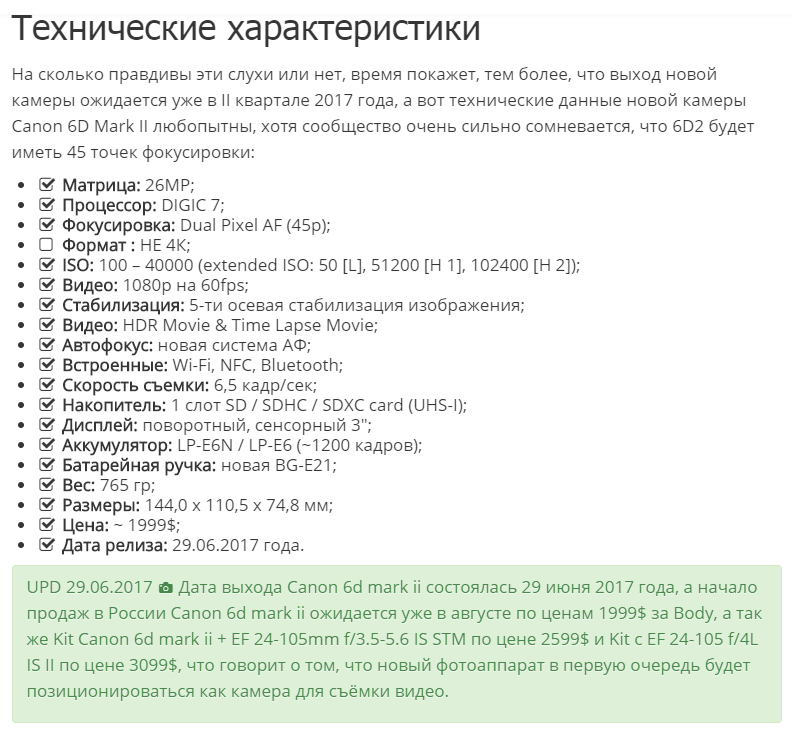 Технические характеристики
На сколько правдивы эти слухи или нет, время покажет, тем более, что выход новой
камеры ожидается уже в II квартале 2017 года, а вот технические данные новой камеры
Canon 6D Mark II любопытны, хотя сообщество очень сильно сомневается, что 6D2 будет
иметь 45 точек фокусировки:
Матрица: 26MP;
Процессор: DIGIC 7;
Фокусировка: Dual Pixel AF (45p);
Формат : НЕ 4К;
ISO: 100 – 40000 (extended ISO: 50 [L], 51200 [H 1], 102400 [H 2]);
Видео: 1080p на 60fps;
Стабилизация: 5-ти осевая стабилизация изображения;
Видео: HDR Movie & Time Lapse Movie;
Автофокус: новая система АФ;
Встроенные: Wi-Fi, NFC, Bluetooth;
Скорость съемки: 6,5 кадр/сек;
Накопитель: 1 слот SD / SDHC / SDXC card (UHS-I);
Дисплей: поворотный, сенсорный 3";
Аккумулятор: LP-E6N / LP-E6 (~1200 кадров);
Батарейная ручка: новая BG-E21;
Вес: 765 гр;
Размеры: 144,0 x 110,5 x 74,8 мм;
Цена: ~ 1999$;
Дата релиза: 29.06.2017 года.
UPD 29.06.2017 Дата выхода Canon 6d mark ii состоялась 29 июня 2017 года, а начало
продаж в России Canon 6d mark ii ожидается уже в августе по ценам 1999$ за Body, а так
же Kit Canon 6d mark ii + EF 24-105mm f/3.5-5.6 IS STM по цене 2599$ и Kit с EF 24-105 f/4L
IS II по цене 3099$, что говорит о том, что новый фотоаппарат в первую очередь будет
позиционироваться как камера для съёмки видео.